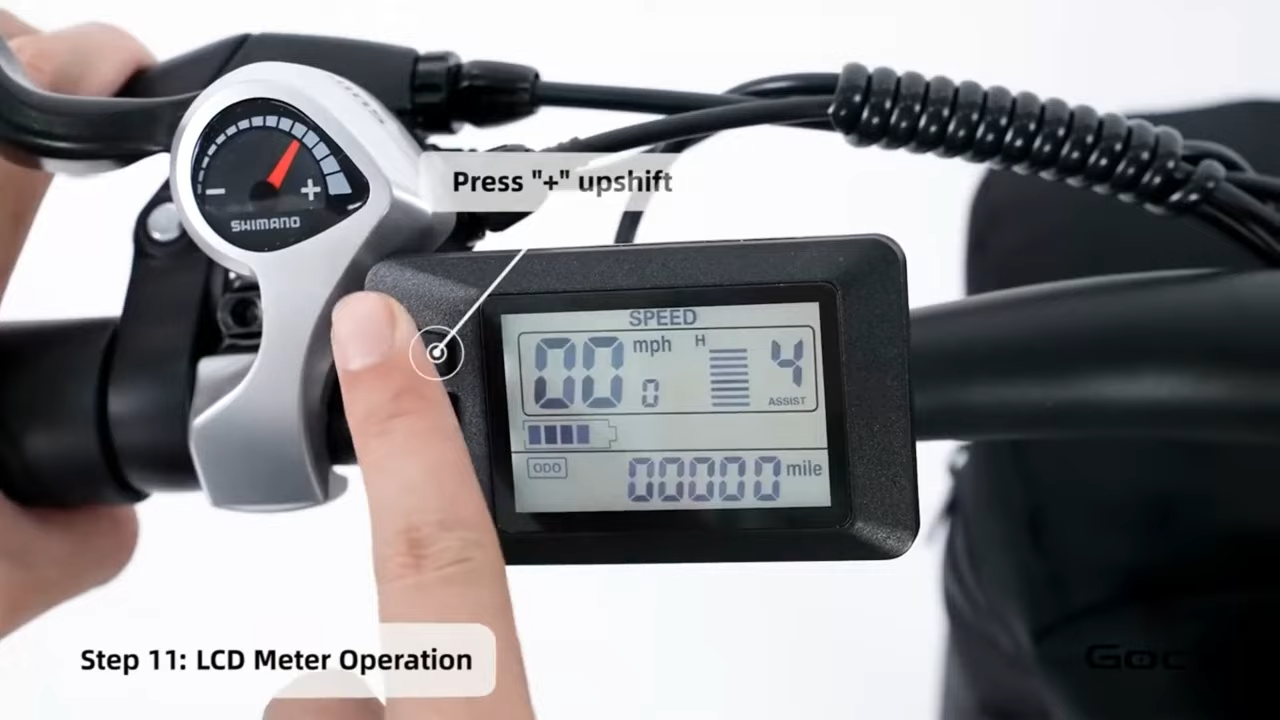 SHIMANO
- +
Press "+" upshift
SPEED
00 mph H 4
0
ASSIST
ODO 00000 mile
Step 11: LCD Meter Operation